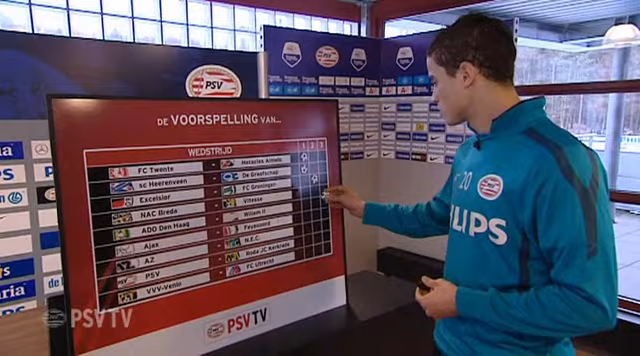 PSV
DE VOORSPELLING VAN...
WEDSTRIJD 1 2 3
FC Twente - Heracles Almelo
sc Heerenveen - De Graafschap
Excelsior - FC Groningen
NAC Breda - Vitesse
ADO Den Haag - Willem II
Ajax - Feyenoord
AZ - N.E.C.
PSV - Roda JC Kerkrade
VVV-Venlo - FC Utrecht
PSV TV
20
PHILIPS
PSV TV